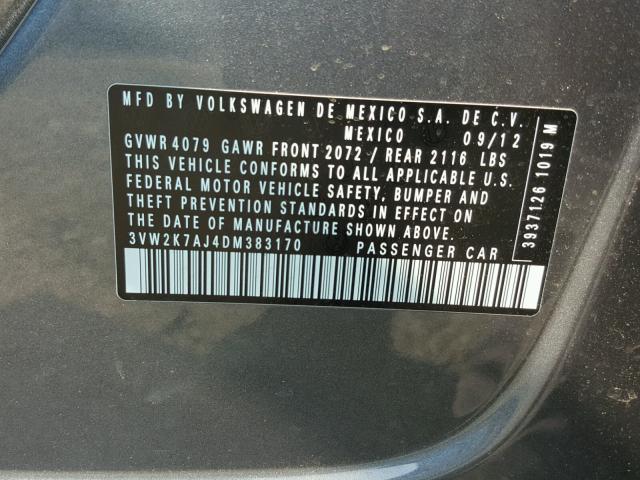 MFD BY VOLKSWAGEN DE MEXICO S.A. DE C.V.
MEXICO 09/12
GVWR 4079 GAWR FRONT 2072 / REAR 2116 LBS
THIS VEHICLE CONFORMS TO ALL APPLICABLE U.S.
FEDERAL MOTOR VEHICLE SAFETY, BUMPER AND
THEFT PREVENTION STANDARDS IN EFFECT ON
THE DATE OF MANUFACTURE SHOWN ABOVE.
3VW2K7AJ4DM383170 PASSENGER CAR
3937126 1019 M